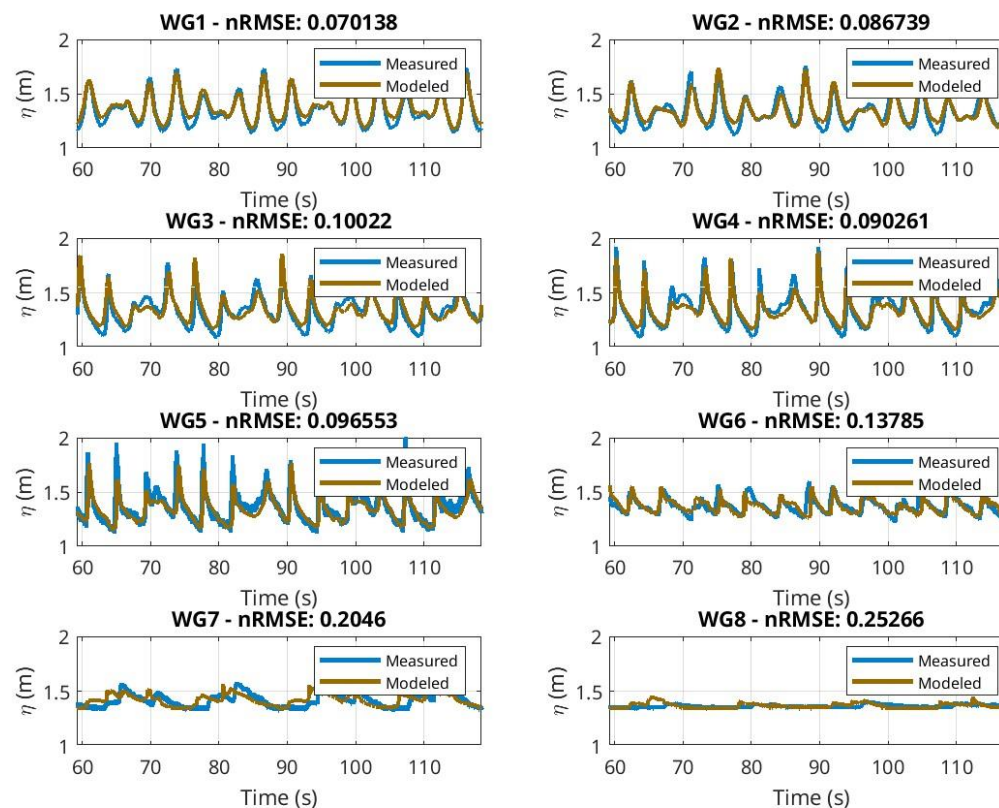 WG1 - nRMSE: 0.070138
2
1.5
1
η (m)
Measured
Modeled
60 70 80 90 100 110
Time (s)
WG2 - nRMSE: 0.086739
2
1.5
1
η (m)
Measured
Modeled
60 70 80 90 100 110
Time (s)
WG3 - nRMSE: 0.10022
2
1.5
1
η (m)
Measured
Modeled
60 70 80 90 100 110
Time (s)
WG4 - nRMSE: 0.090261
2
1.5
1
η (m)
Measured
Modeled
60 70 80 90 100 110
Time (s)
WG5 - nRMSE: 0.096553
2
1.5
1
η (m)
Measured
Modeled
60 70 80 90 100 110
Time (s)
WG6 - nRMSE: 0.13785
2
1.5
1
η (m)
Measured
Modeled
60 70 80 90 100 110
Time (s)
WG7 - nRMSE: 0.2046
2
1.5
1
η (m)
Measured
Modeled
60 70 80 90 100 110
Time (s)
WG8 - nRMSE: 0.25266
2
1.5
1
η (m)
Measured
Modeled
60 70 80 90 100 110
Time (s)